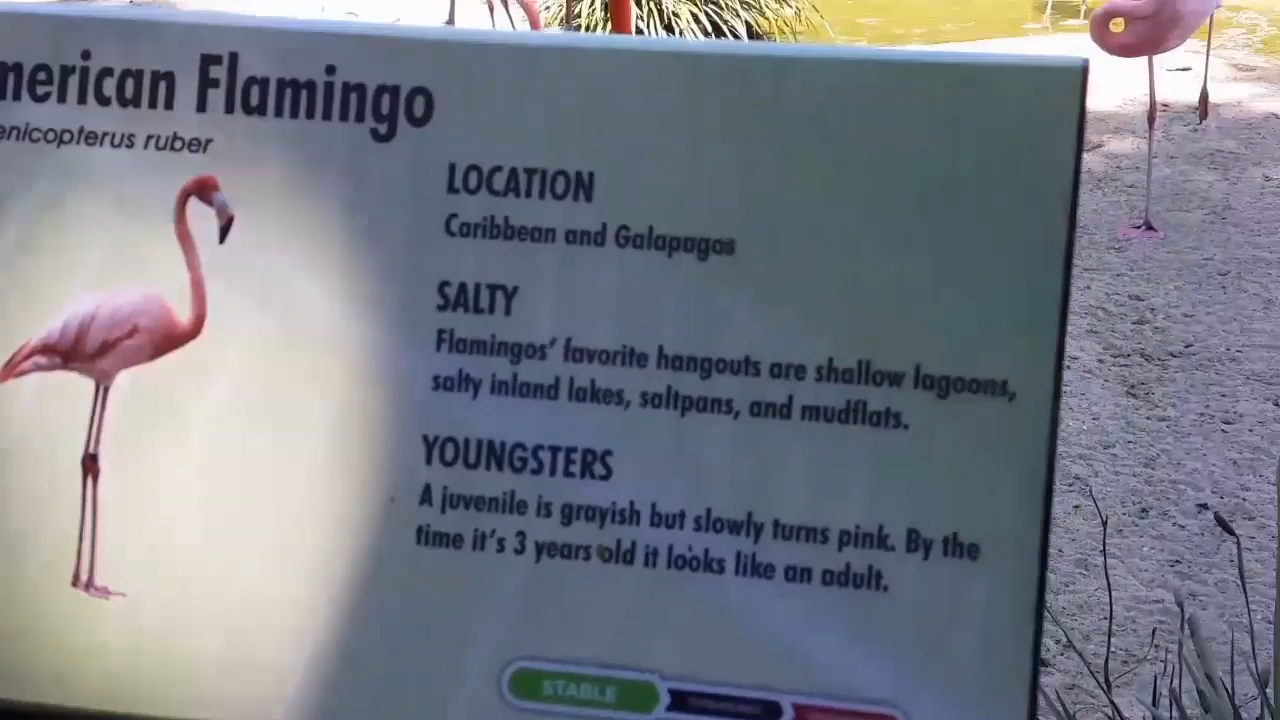 merican Flamingo
enicopterus ruber
LOCATION
Caribbean and Galapagos
SALTY
Flamingos' favorite hangouts are shallow lagoons,
salty inland lakes, saltpans, and mudflats.
YOUNGSTERS
A juvenile is grayish but slowly turns pink. By the
time it's 3 years old it looks like an adult.
STABLE